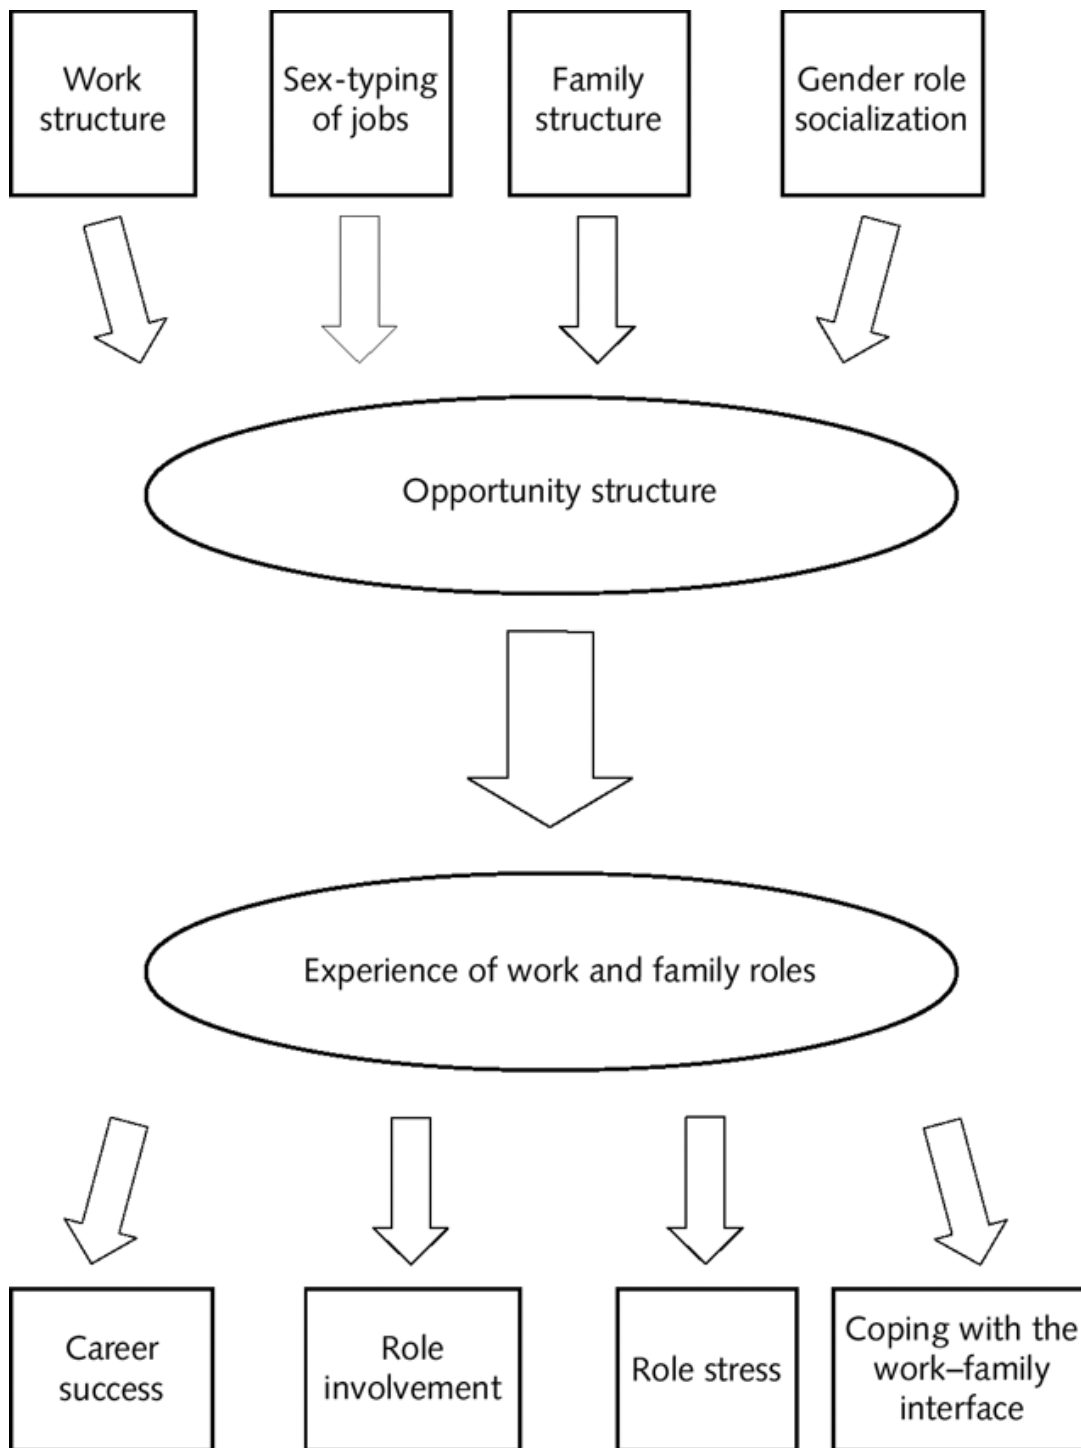 Work
structure
Sex-typing
of jobs
Family
structure
Gender role
socialization
Opportunity structure
Experience of work and family roles
Career
success
Role
involvement
Role stress
Coping with the
work–family
interface